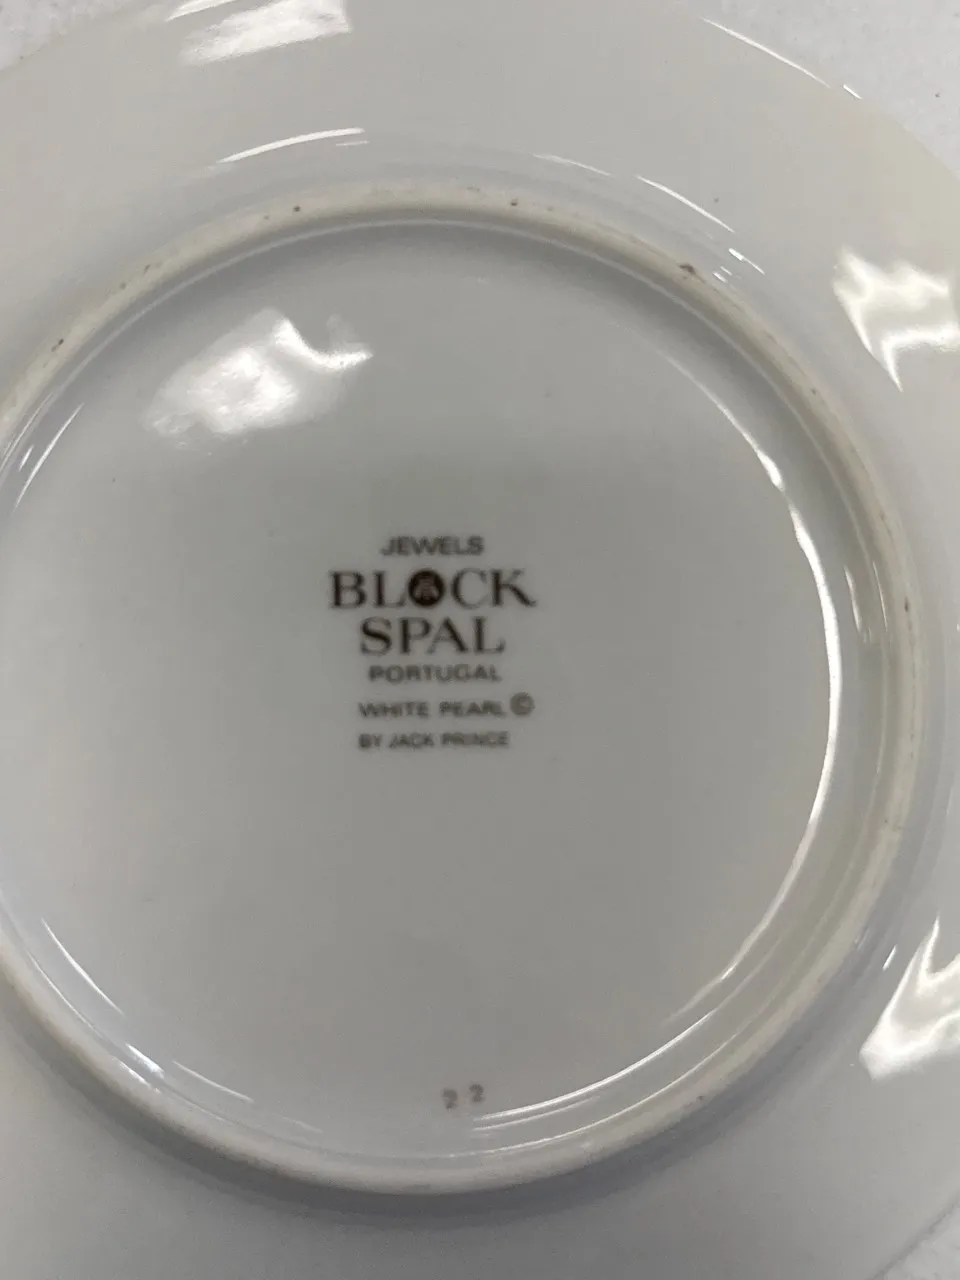 JEWELS
BLOCK
SPAL
PORTUGAL
WHITE PEARL ©
BY JACK PRINCE
22